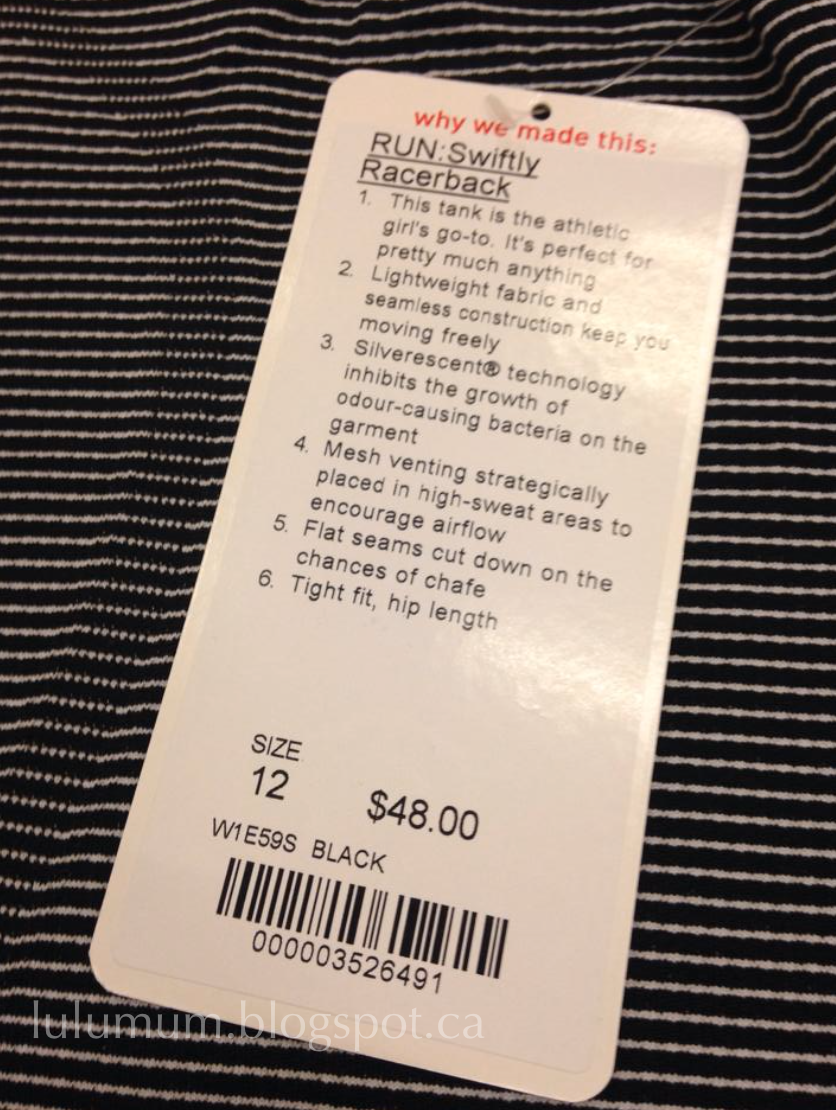 why we made this:
RUN:Swiftly
Racerback
1. This tank is the athletic
girl's go-to. It's perfect for
pretty much anything
2. Lightweight fabric and
seamless construction keep you
moving freely
3. Silverescent® technology
inhibits the growth of
odour-causing bacteria on the
garment
4. Mesh venting strategically
placed in high-sweat areas to
encourage airflow
5. Flat seams cut down on the
chances of chafe
6. Tight fit, hip length
SIZE
12 $48.00
W1E59S BLACK
000003526491
lulumum.blogspot.ca